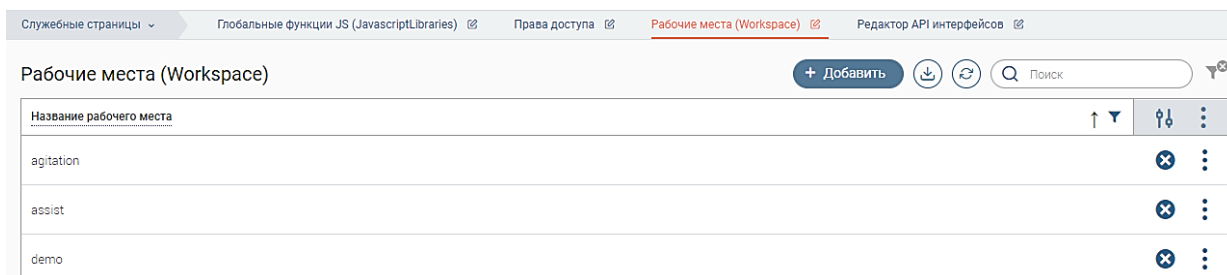 Служебные страницы
Глобальные функции JS (JavascriptLibraries)
Права доступа
Рабочие места (Workspace)
Редактор API интерфейсов
Рабочие места (Workspace)
+ Добавить
Поиск
Название рабочего места
agitation
assist
demo